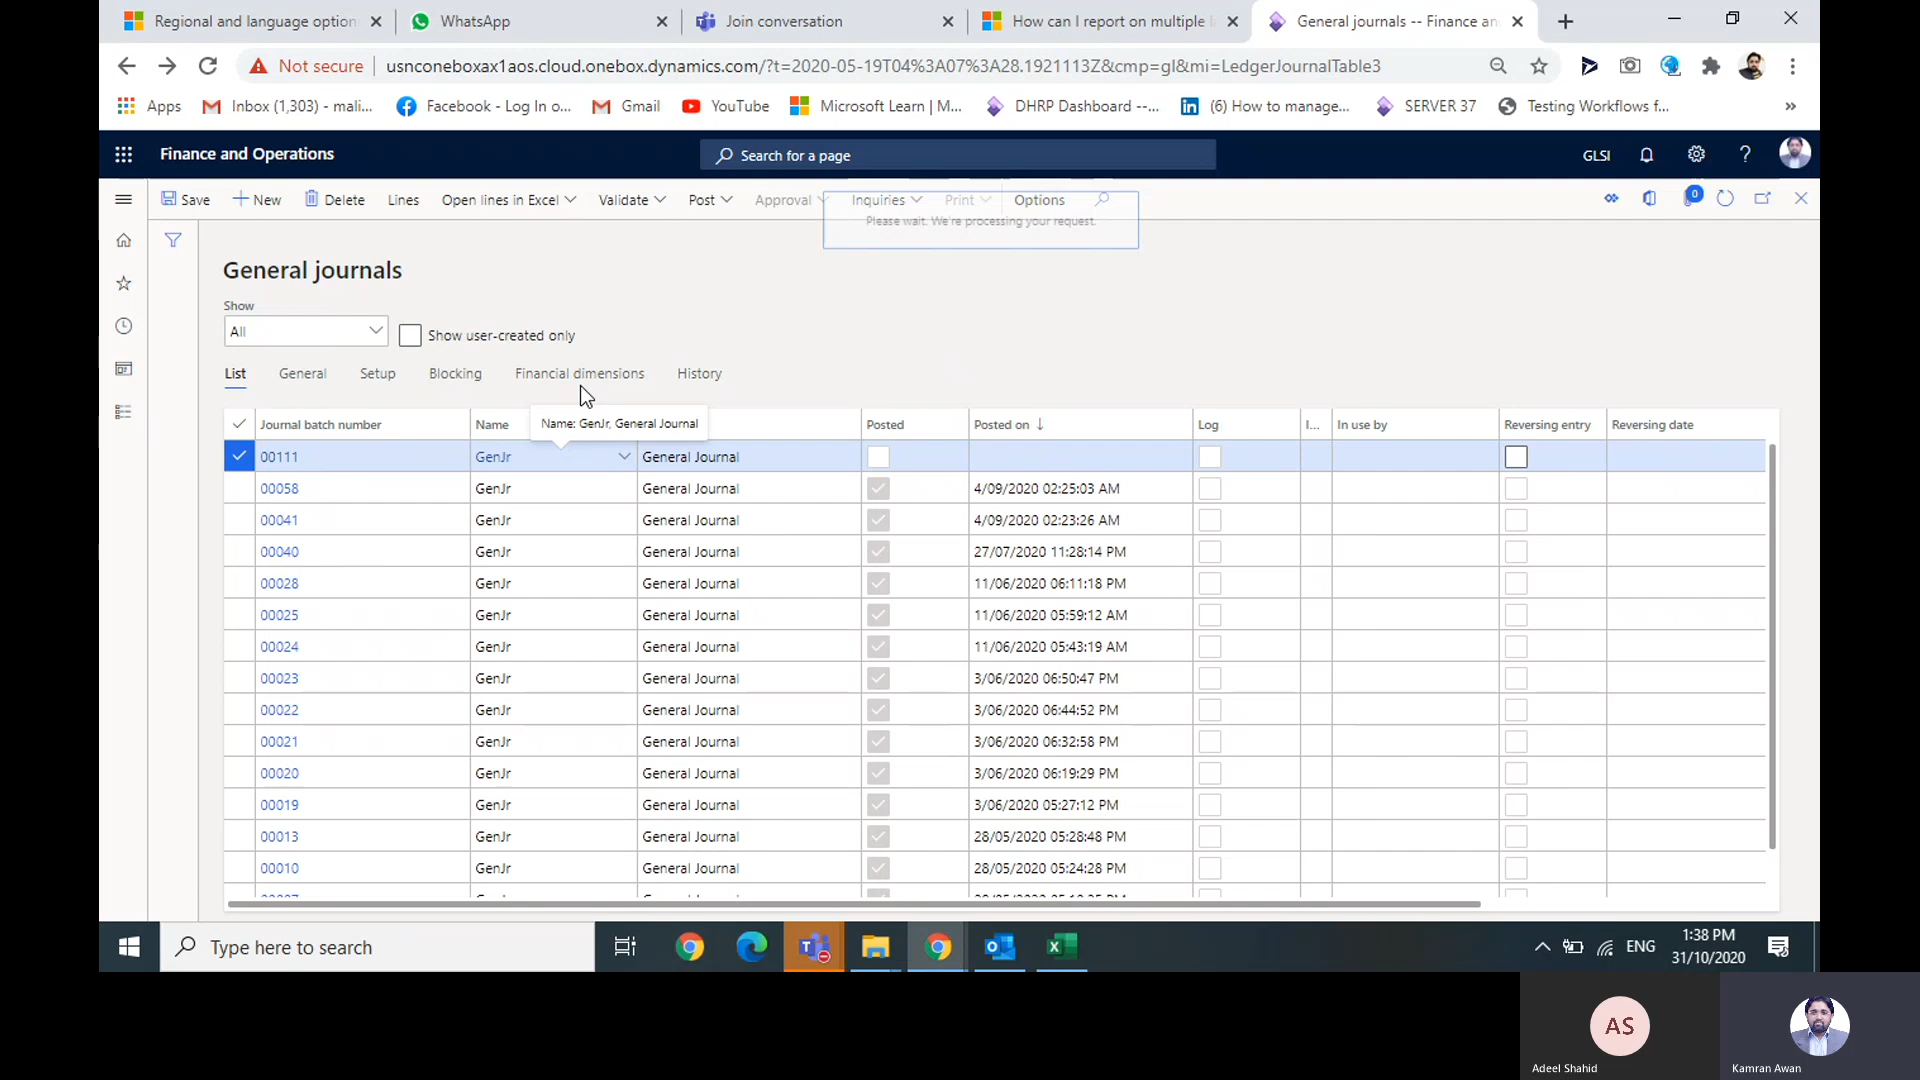 Regional and language option
WhatsApp
Join conversation
How can I report on multiple l
General journals -- Finance an
Not secure
usnconeboxax1aos.cloud.onebox.dynamics.com/?t=2020-05-19T04%3A07%3A28.1921113Z&cmp=gl&mi=LedgerJournalTable3
Apps
Inbox (1,303) - mali...
Facebook - Log In o...
Gmail
YouTube
Microsoft Learn | M...
DHRP Dashboard --...
(6) How to manage...
SERVER 37
Testing Workflows f...
»
Finance and Operations
Search for a page
GLSI
?
Save
New
Delete
Lines
Open lines in Excel
Validate
Post
Approval
Inquiries
Print
Options
0
Please wait. We're processing your request.
General journals
Show
All
Show user-created only
List
General
Setup
Blocking
Financial dimensions
History
Journal batch number
Name
Name: GenJr, General Journal
Posted
Posted on ↓
Log
I...
In use by
Reversing entry
Reversing date
00111 GenJr General Journal
00058 GenJr General Journal 4/09/2020 02:25:03 AM
00041 GenJr General Journal 4/09/2020 02:23:26 AM
00040 GenJr General Journal 27/07/2020 11:28:14 PM
00028 GenJr General Journal 11/06/2020 06:11:18 PM
00025 GenJr General Journal 11/06/2020 05:59:12 AM
00024 GenJr General Journal 11/06/2020 05:43:19 AM
00023 GenJr General Journal 3/06/2020 06:50:47 PM
00022 GenJr General Journal 3/06/2020 06:44:52 PM
00021 GenJr General Journal 3/06/2020 06:32:58 PM
00020 GenJr General Journal 3/06/2020 06:19:29 PM
00019 GenJr General Journal 3/06/2020 05:27:12 PM
00013 GenJr General Journal 28/05/2020 05:28:48 PM
00010 GenJr General Journal 28/05/2020 05:24:28 PM
Type here to search
ENG
1:38 PM
31/10/2020
AS
Adeel Shahid
Kamran Awan